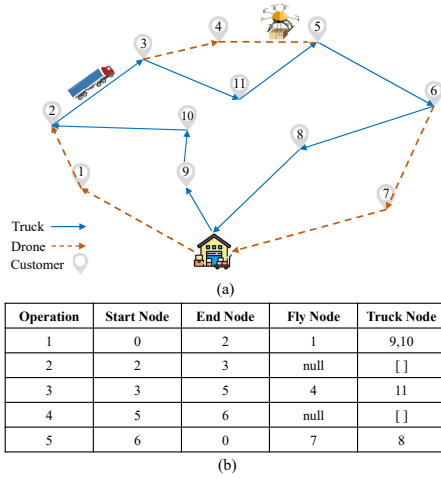 4
5
3
11
6
2
10
8
1
9
7
Truck
Drone
Customer
(a)
Operation Start Node End Node Fly Node Truck Node
1 0 2 1 9,10
2 2 3 null [ ]
3 3 5 4 11
4 5 6 null [ ]
5 6 0 7 8
(b)